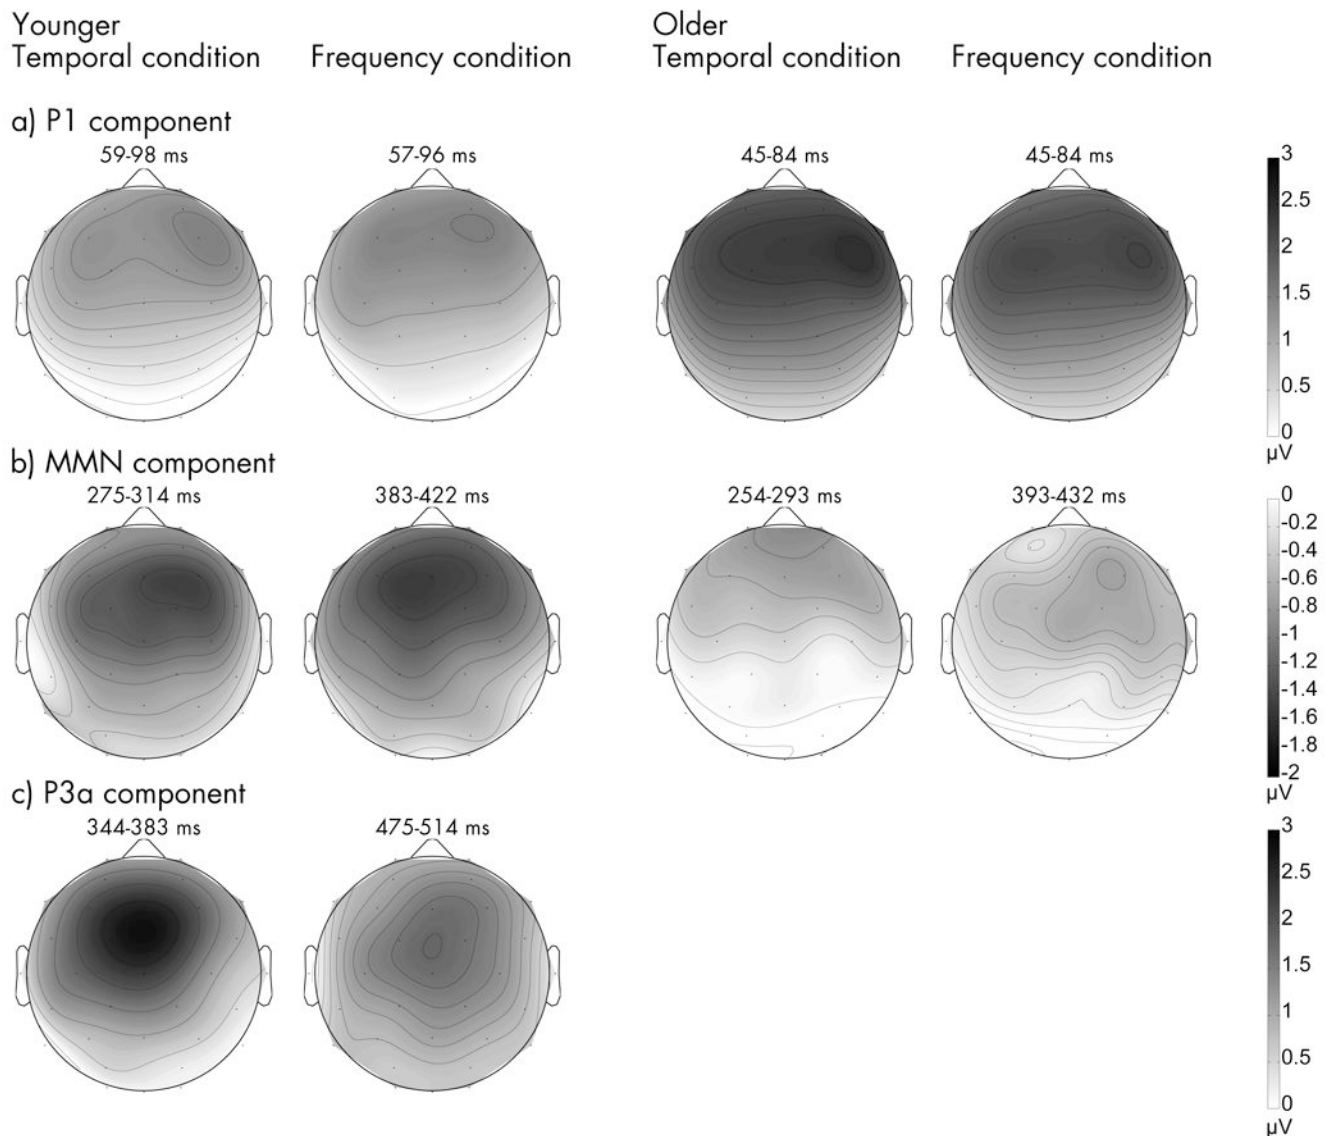 Younger
Temporal condition
Frequency condition
Older
Temporal condition
Frequency condition
a) P1 component
59-98 ms
57-96 ms
45-84 ms
45-84 ms
3
2.5
2
1.5
1
0.5
0
µV
b) MMN component
275-314 ms
383-422 ms
254-293 ms
393-432 ms
0
-0.2
-0.4
-0.6
-0.8
-1
-1.2
-1.4
-1.6
-1.8
-2
µV
c) P3a component
344-383 ms
475-514 ms
3
2.5
2
1.5
1
0.5
0
µV